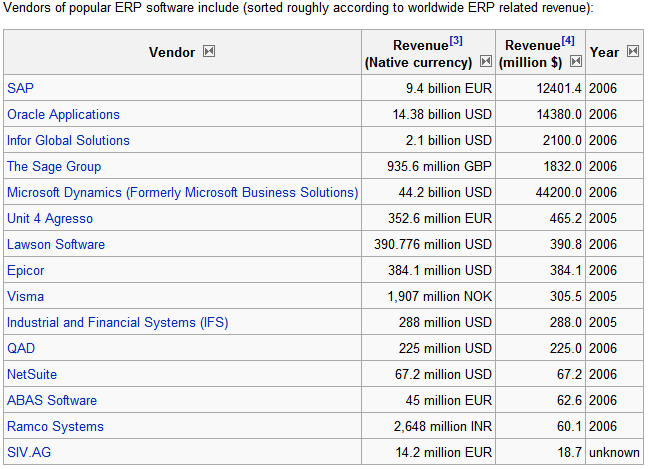 Vendors of popular ERP software include (sorted roughly according to worldwide ERP related revenue):
Vendor Revenue[3] (Native currency) Revenue[4] (million $) Year
SAP 9.4 billion EUR 12401.4 2006
Oracle Applications 14.38 billion USD 14380.0 2006
Infor Global Solutions 2.1 billion USD 2100.0 2006
The Sage Group 935.6 million GBP 1832.0 2006
Microsoft Dynamics (Formerly Microsoft Business Solutions) 44.2 billion USD 44200.0 2006
Unit 4 Agresso 352.6 million EUR 465.2 2005
Lawson Software 390.776 million USD 390.8 2006
Epicor 384.1 million USD 384.1 2006
Visma 1,907 million NOK 305.5 2005
Industrial and Financial Systems (IFS) 288 million USD 288.0 2005
QAD 225 million USD 225.0 2006
NetSuite 67.2 million USD 67.2 2006
ABAS Software 45 million EUR 62.6 2006
Ramco Systems 2,648 million INR 60.1 2006
SIV.AG 14.2 million EUR 18.7 unknown